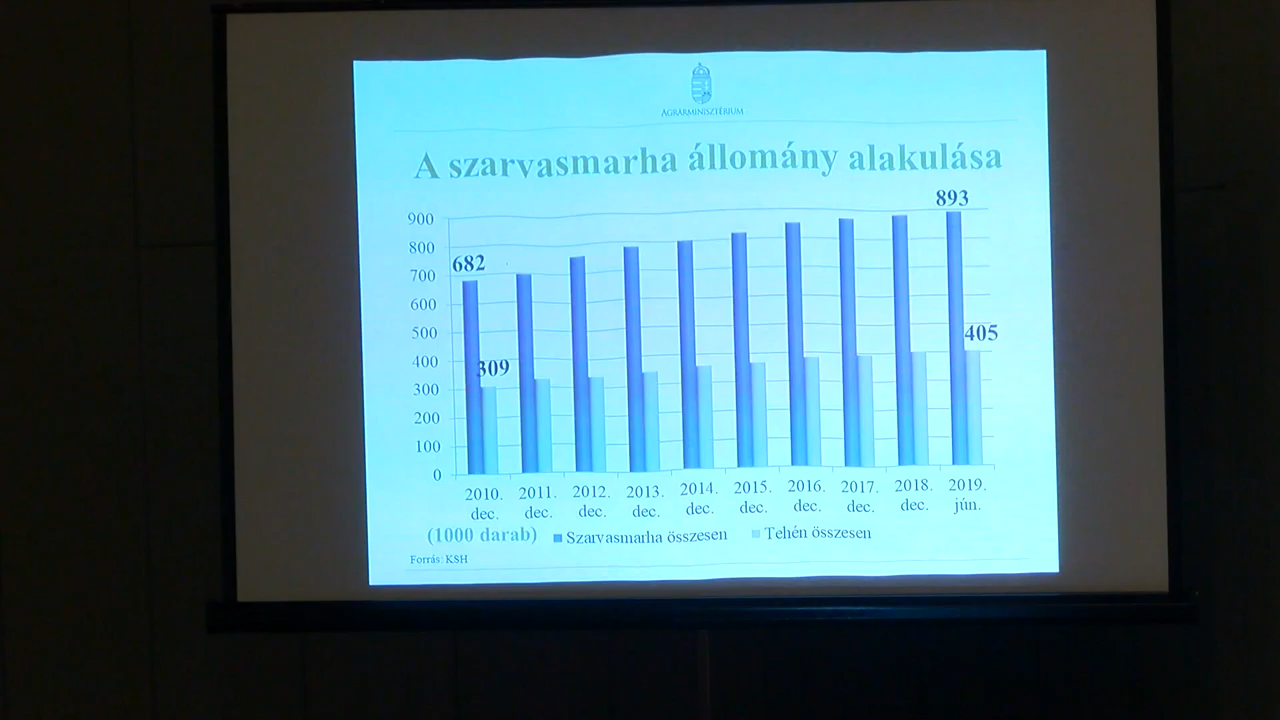 AGRÁRMINISZTÉRIUM
A szarvasmarha állomány alakulása
893
900
800
682
700
600
500
405
400
309
300
200
100
0
2010. 2011. 2012. 2013. 2014. 2015. 2016. 2017. 2018. 2019.
dec. dec. dec. dec. dec. dec. dec. dec. dec. jún.
(1000 darab) Szarvasmarha összesen Tehén összesen
Forrás: KSH